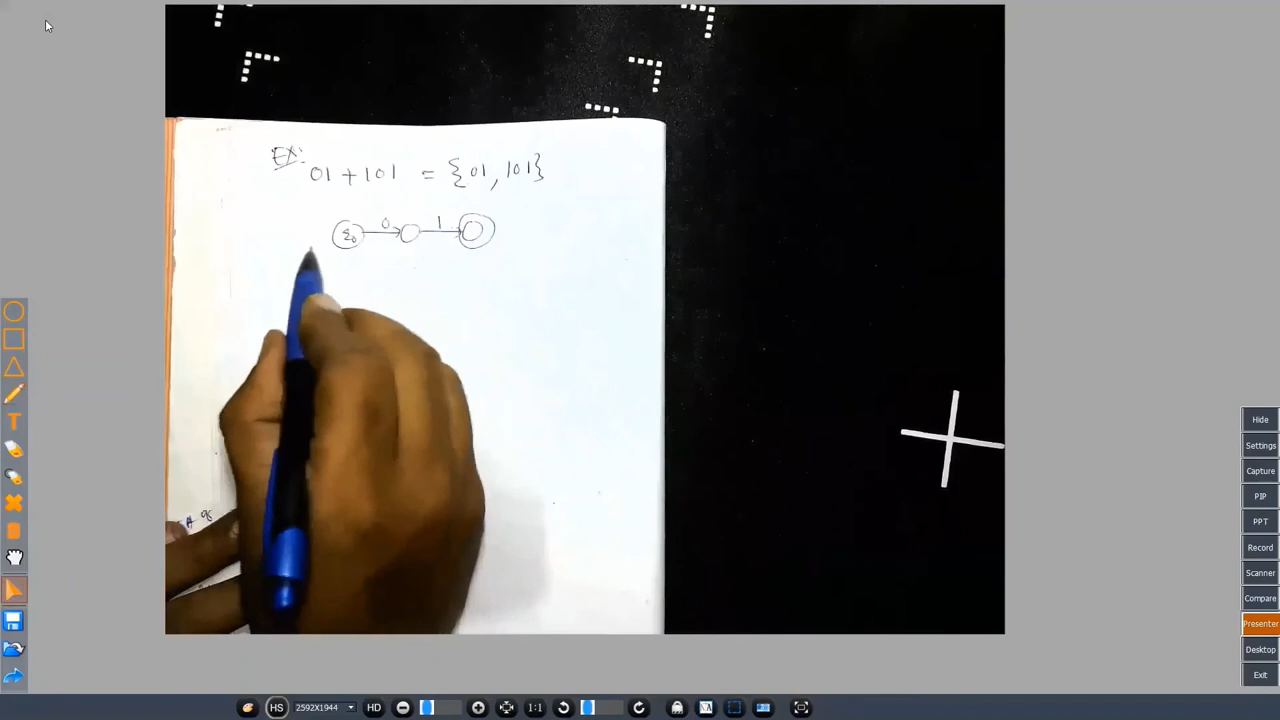 EX:
01 + 101 = {01, 101}
0 1
q0
A
Hide
Settings
Capture
PIP
PPT
Record
Scanner
Compare
Presenter
Desktop
Exit
T
HS 2592X1944 HD 1:1